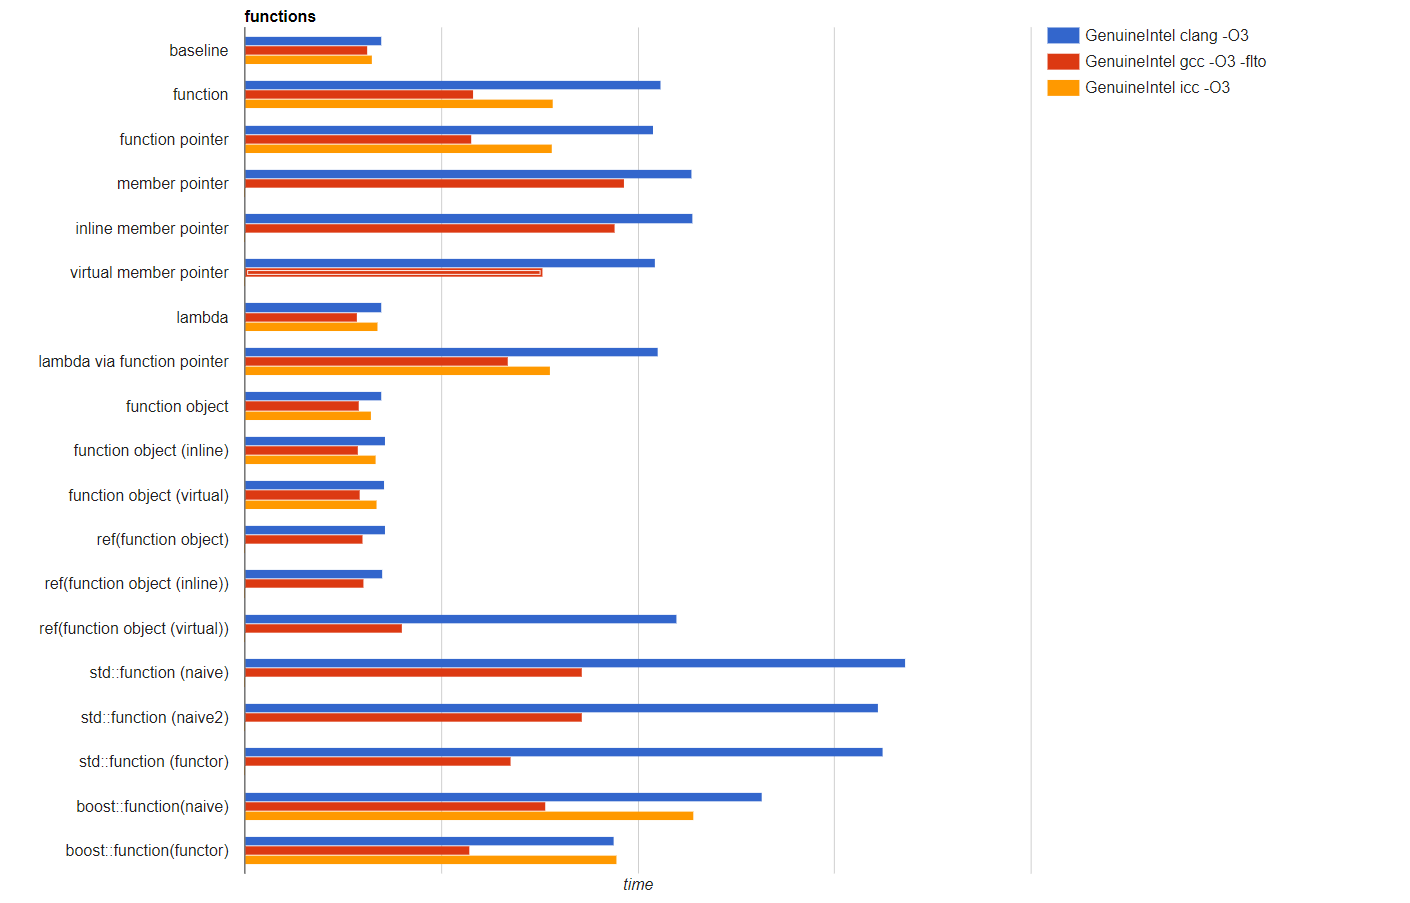 functions
GenuineIntel clang -O3
GenuineIntel gcc -O3 -flto
GenuineIntel icc -O3
baseline
function
function pointer
member pointer
inline member pointer
virtual member pointer
lambda
lambda via function pointer
function object
function object (inline)
function object (virtual)
ref(function object)
ref(function object (inline))
ref(function object (virtual))
std::function (naive)
std::function (naive2)
std::function (functor)
boost::function(naive)
boost::function(functor)
time